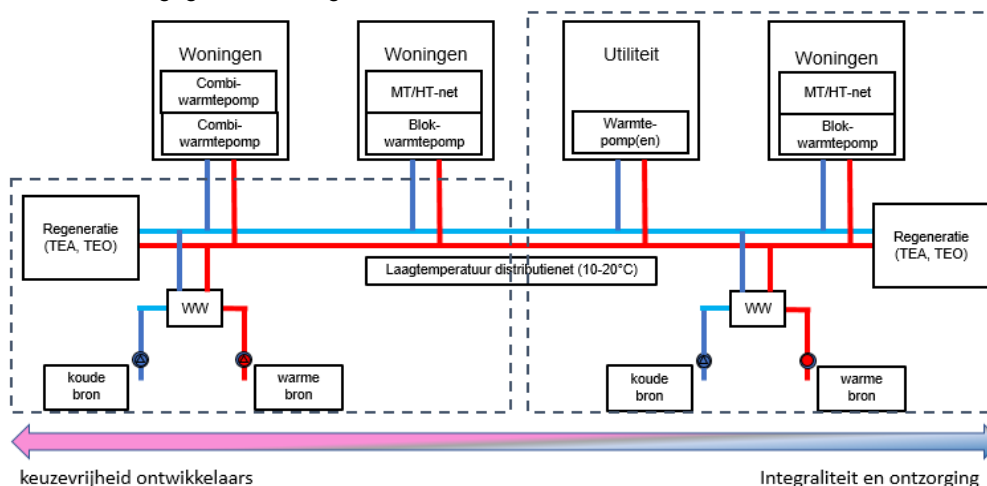 Woningen
Combi-
warmtepomp
Combi-
warmtepomp
Woningen
MT/HT-net
Blok-
warmtepomp
Utiliteit
Warmte-
pomp(en)
Woningen
MT/HT-net
Blok-
warmtepomp
Regeneratie
(TEA, TEO)
Regeneratie
(TEA, TEO)
Laagtemperatuur distributienet (10-20°C)
WW
WW
koude
bron
warme
bron
koude
bron
warme
bron
keuzevrijheid ontwikkelaars
Integraliteit en ontzorging